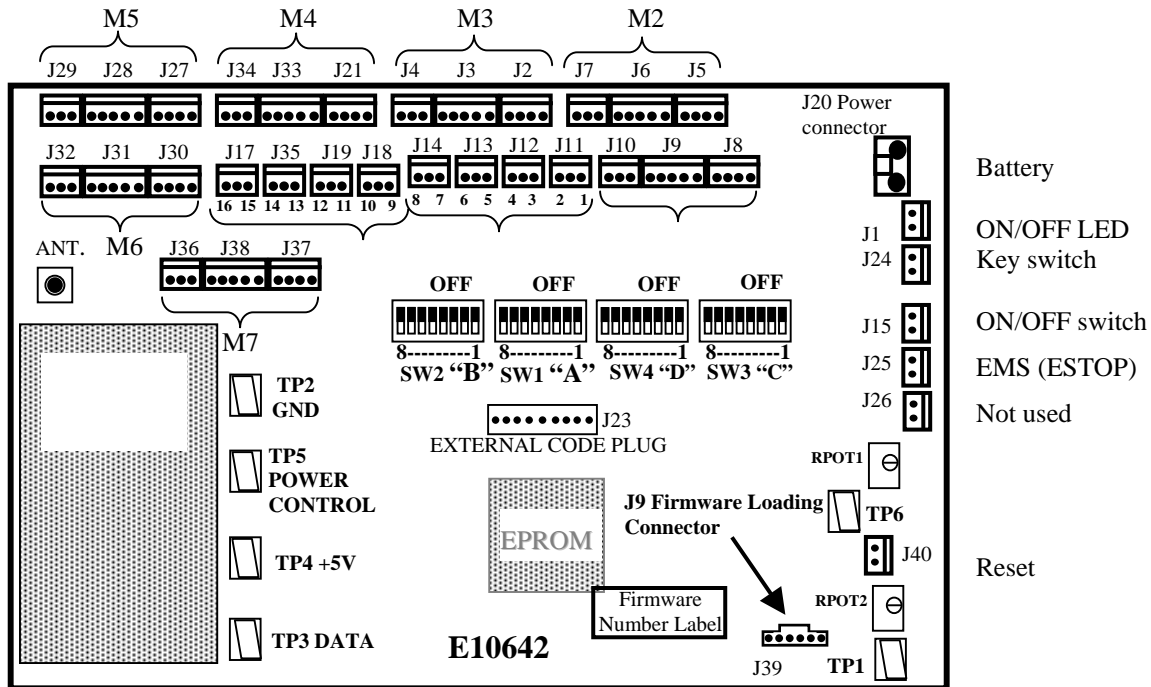 M5 M4 M3 M2
J29 J28 J27 J34 J33 J21 J4 J3 J2 J7 J6 J5
J20 Power
connector
J32 J31 J30 J17 J35 J19 J18 J14 J13 J12 J11 J10 J9 J8
Battery
16 15 14 13 12 11 10 9 8 7 6 5 4 3 2 1
J1 ON/OFF LED
ANT. M6 J36 J38 J37
J24 Key switch
OFF OFF OFF OFF
J15 ON/OFF switch
M7
8---------1 8---------1 8---------1 8---------1
SW2 “B” SW1 “A” SW4 “D” SW3 “C”
J25 EMS (ESTOP)
TP2
GND
J26 Not used
J23
EXTERNAL CODE PLUG
TP5
POWER
CONTROL
RPOT1
J9 Firmware Loading
Connector
TP6
EPROM
TP4 +5V
J40
Reset
Firmware
Number Label
RPOT2
TP3 DATA
E10642
J39
TP1